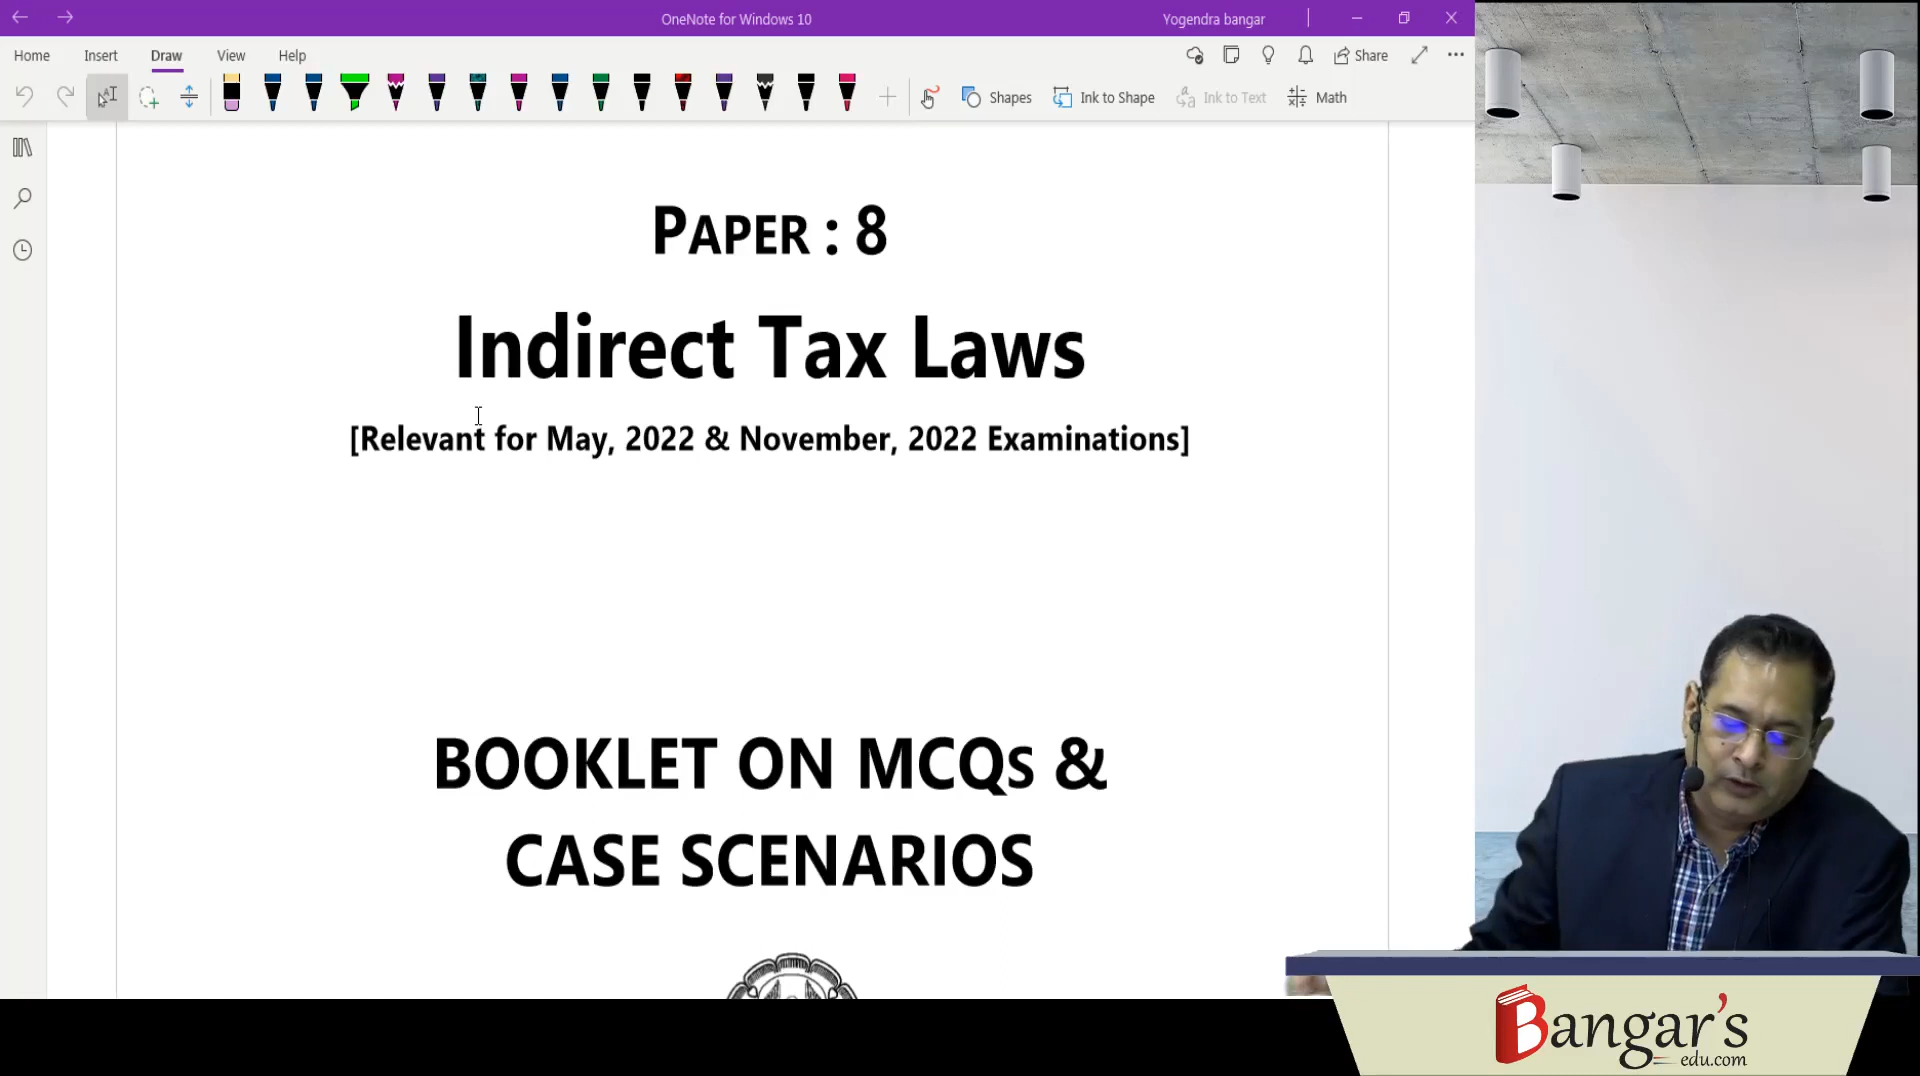 OneNote for Windows 10
Yogendra bangar
Home
Insert
Draw
View
Help
Share
Shapes
Ink to Shape
Ink to Text
Math
PAPER : 8
Indirect Tax Laws
[Relevant for May, 2022 & November, 2022 Examinations]
BOOKLET ON MCQs &
CASE SCENARIOS
Bangar's
edu.com